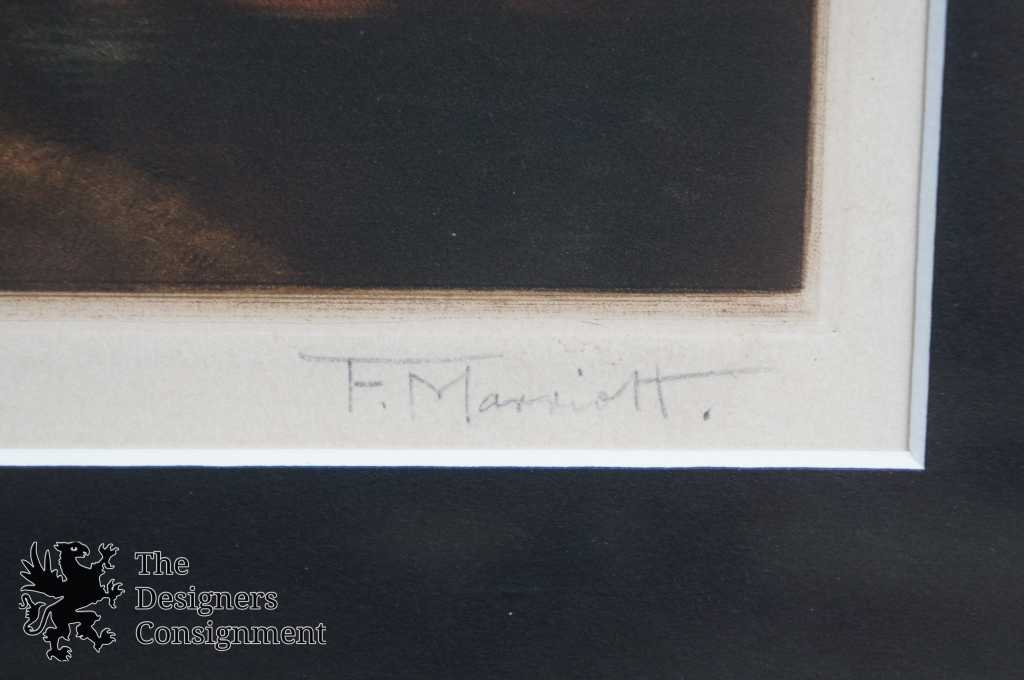 F. Marriott.
The
Designers
Consignment